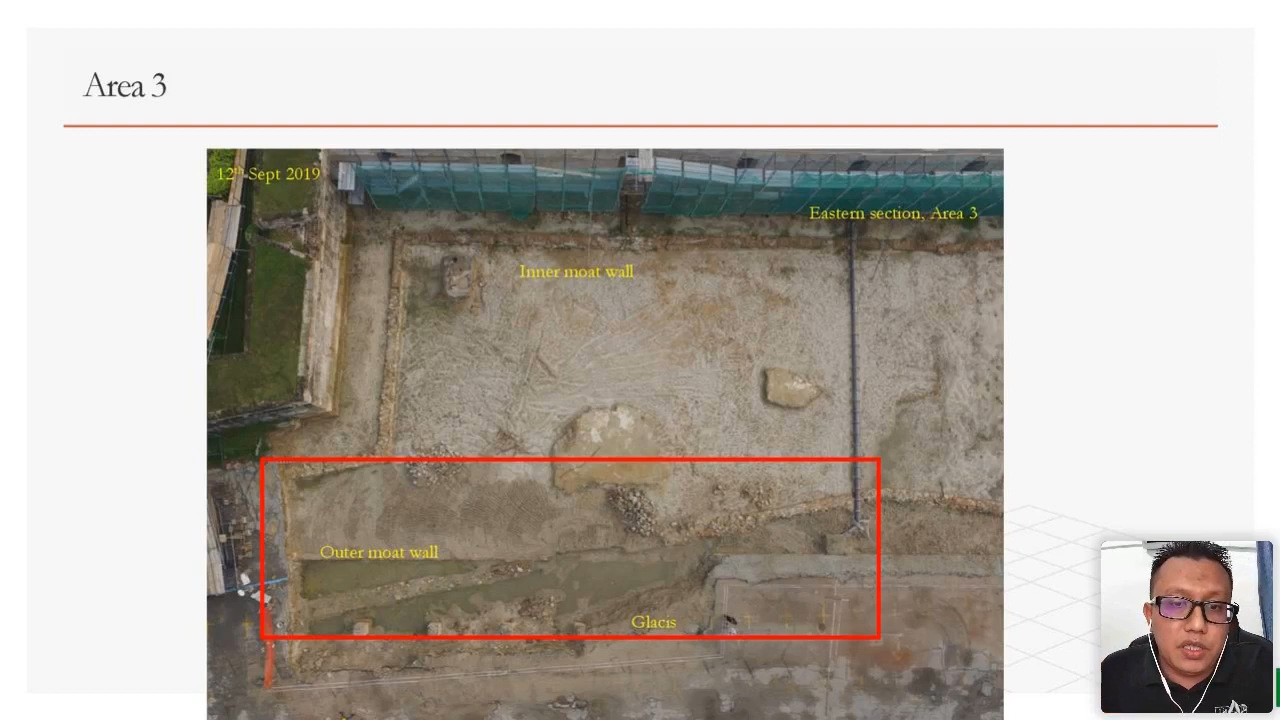 Area 3
12th Sept 2019
Eastern section, Area 3
Inner moat wall
Outer moat wall
Glacis